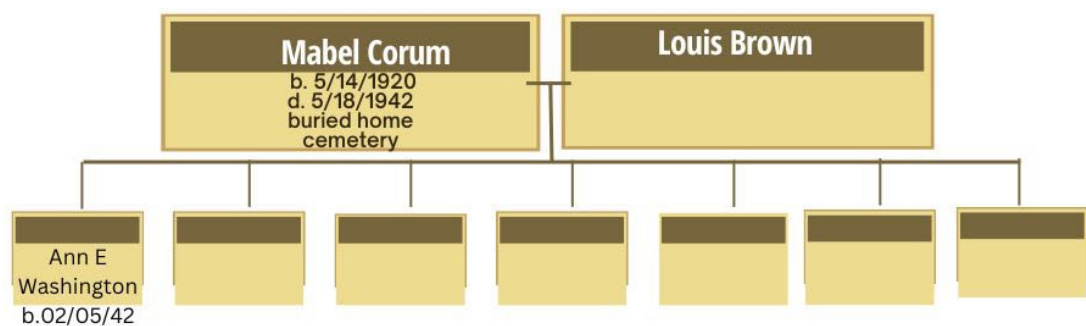 Mabel Corum
b. 5/14/1920
d. 5/18/1942
buried home
cemetery
Louis Brown
Ann E
Washington
b.02/05/42